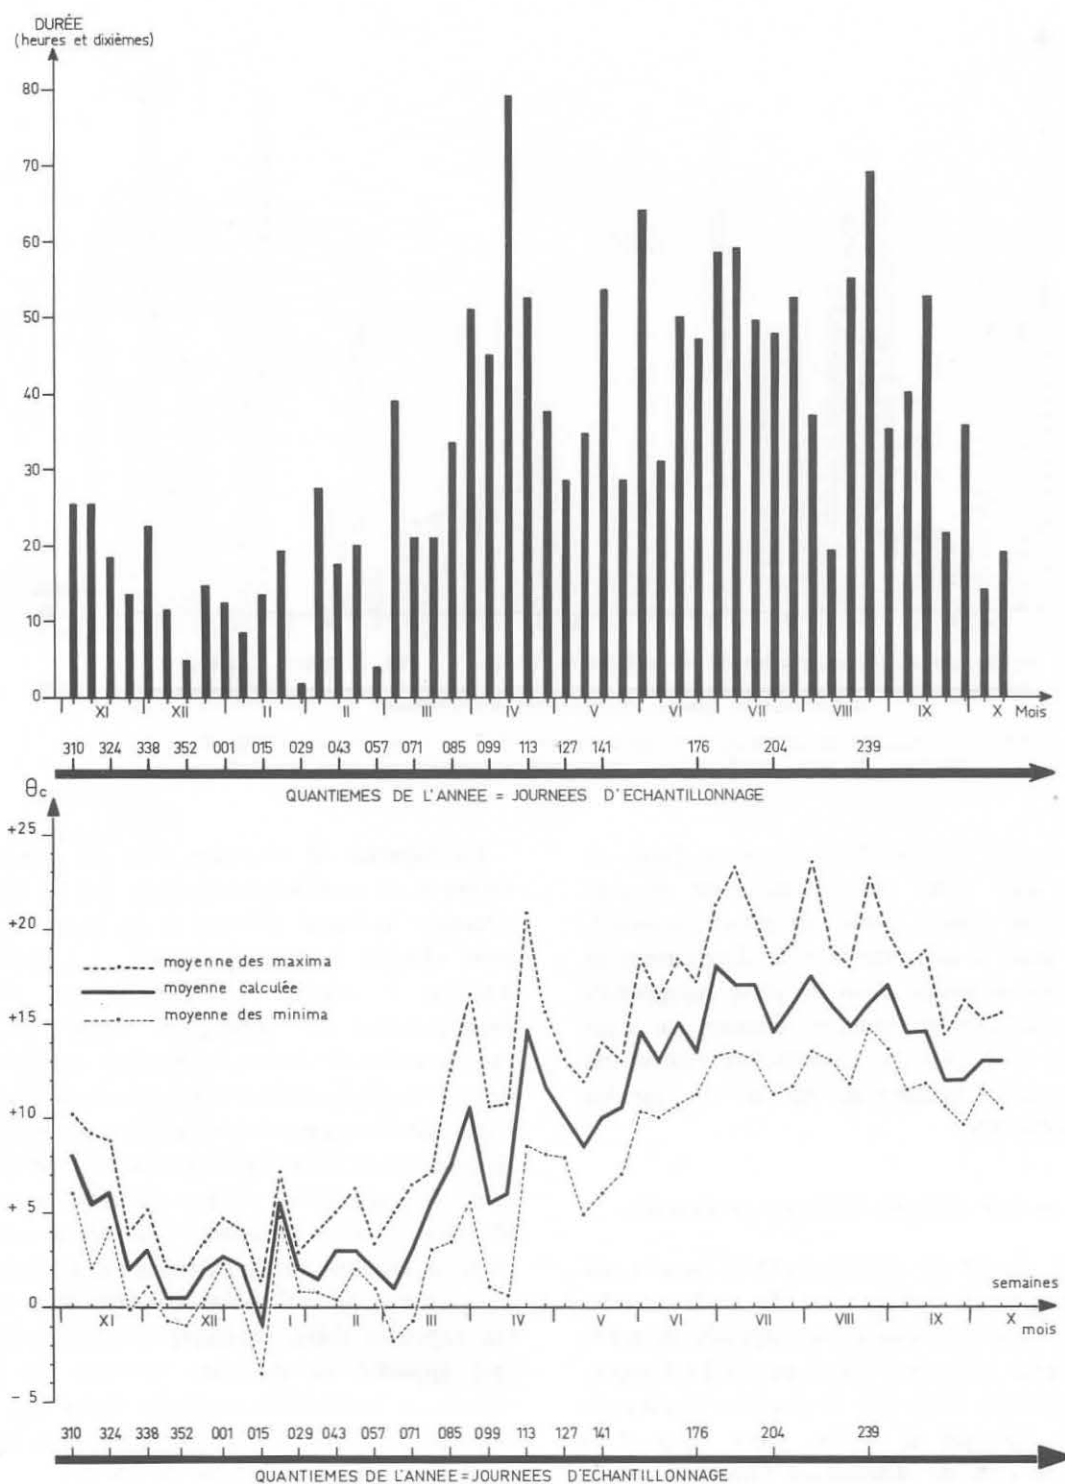 DURÉE
(heures et dixièmes)
80
70
60
50
40
30
20
10
0
XI XII II II III IV V VI VII VIII IX X Mois
310 324 338 352 001 015 029 043 057 071 085 099 113 127 141 176 204 239
QUANTIEMES DE L'ANNEE = JOURNEES D'ECHANTILLONNAGE
θc
+25
+20
moyenne des maxima
moyenne calculée
+15 moyenne des minima
+10
+ 5
semaines
0
XI XII I II III IV V VI VII VIII IX X
mois
- 5
310 324 338 352 001 015 029 043 057 071 085 099 113 127 141 176 204 239
QUANTIEMES DE L'ANNEE = JOURNEES D'ECHANTILLONNAGE